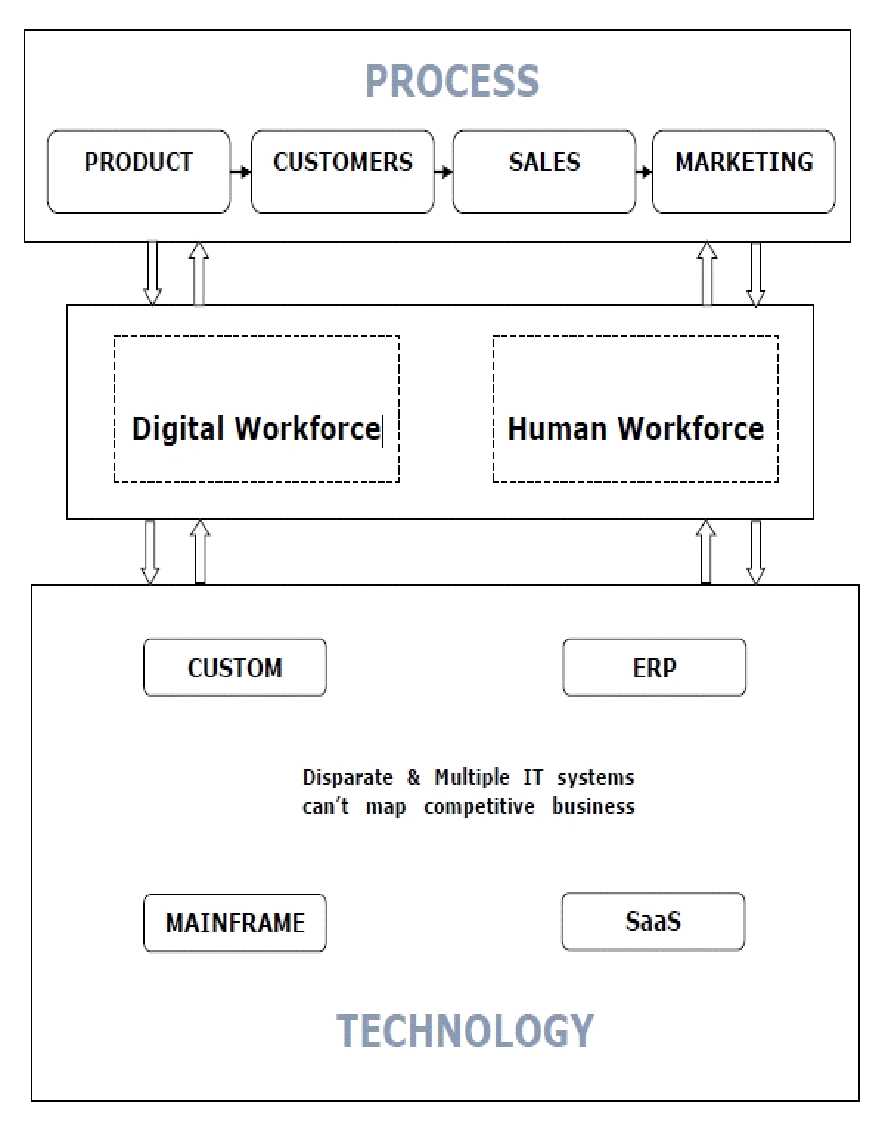 PROCESS
PRODUCT
CUSTOMERS
SALES
MARKETING
Digital Workforce
Human Workforce
CUSTOM
ERP
Disparate & Multiple IT systems
can't map competitive business
MAINFRAME
SaaS
TECHNOLOGY